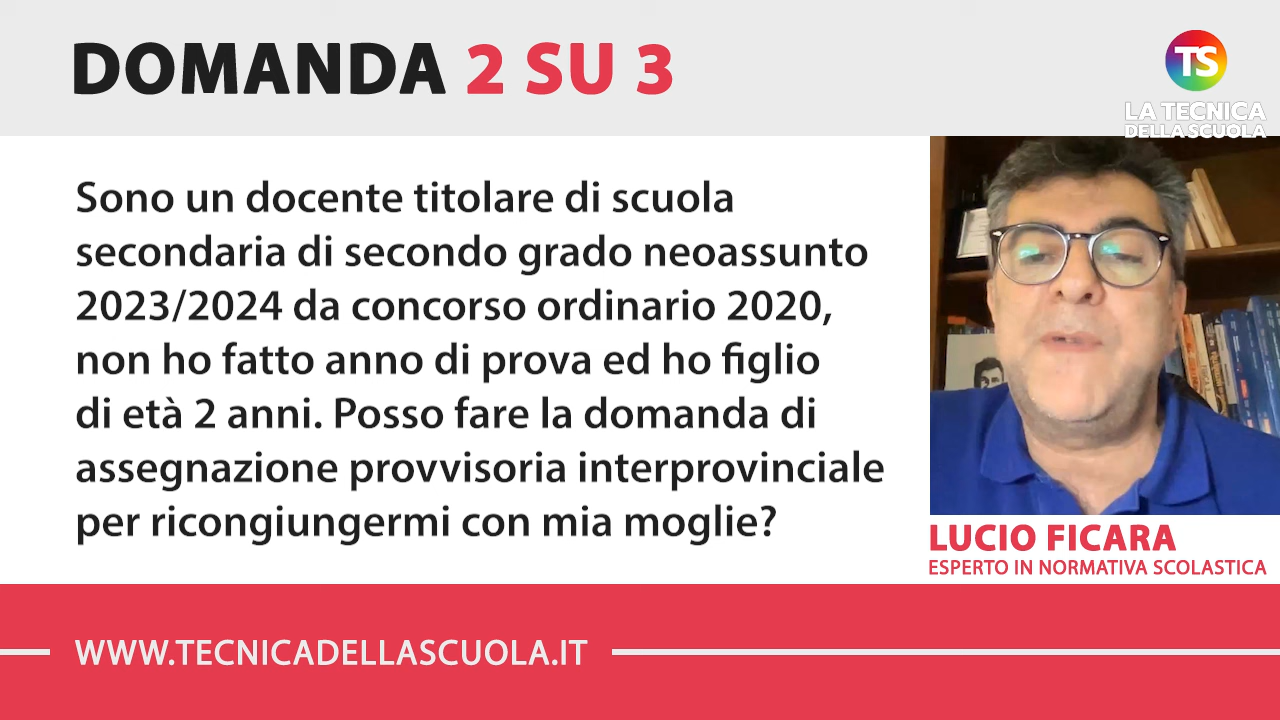 DOMANDA 2 SU 3
TS
LA TECNICA
DELLA SCUOLA
Sono un docente titolare di scuola
secondaria di secondo grado neoassunto
2023/2024 da concorso ordinario 2020,
non ho fatto anno di prova ed ho figlio
di età 2 anni. Posso fare la domanda di
assegnazione provvisoria interprovinciale
per ricongiungermi con mia moglie?
LUCIO FICARA
ESPERTO IN NORMATIVA SCOLASTICA
WWW.TECNICADELLASCUOLA.IT